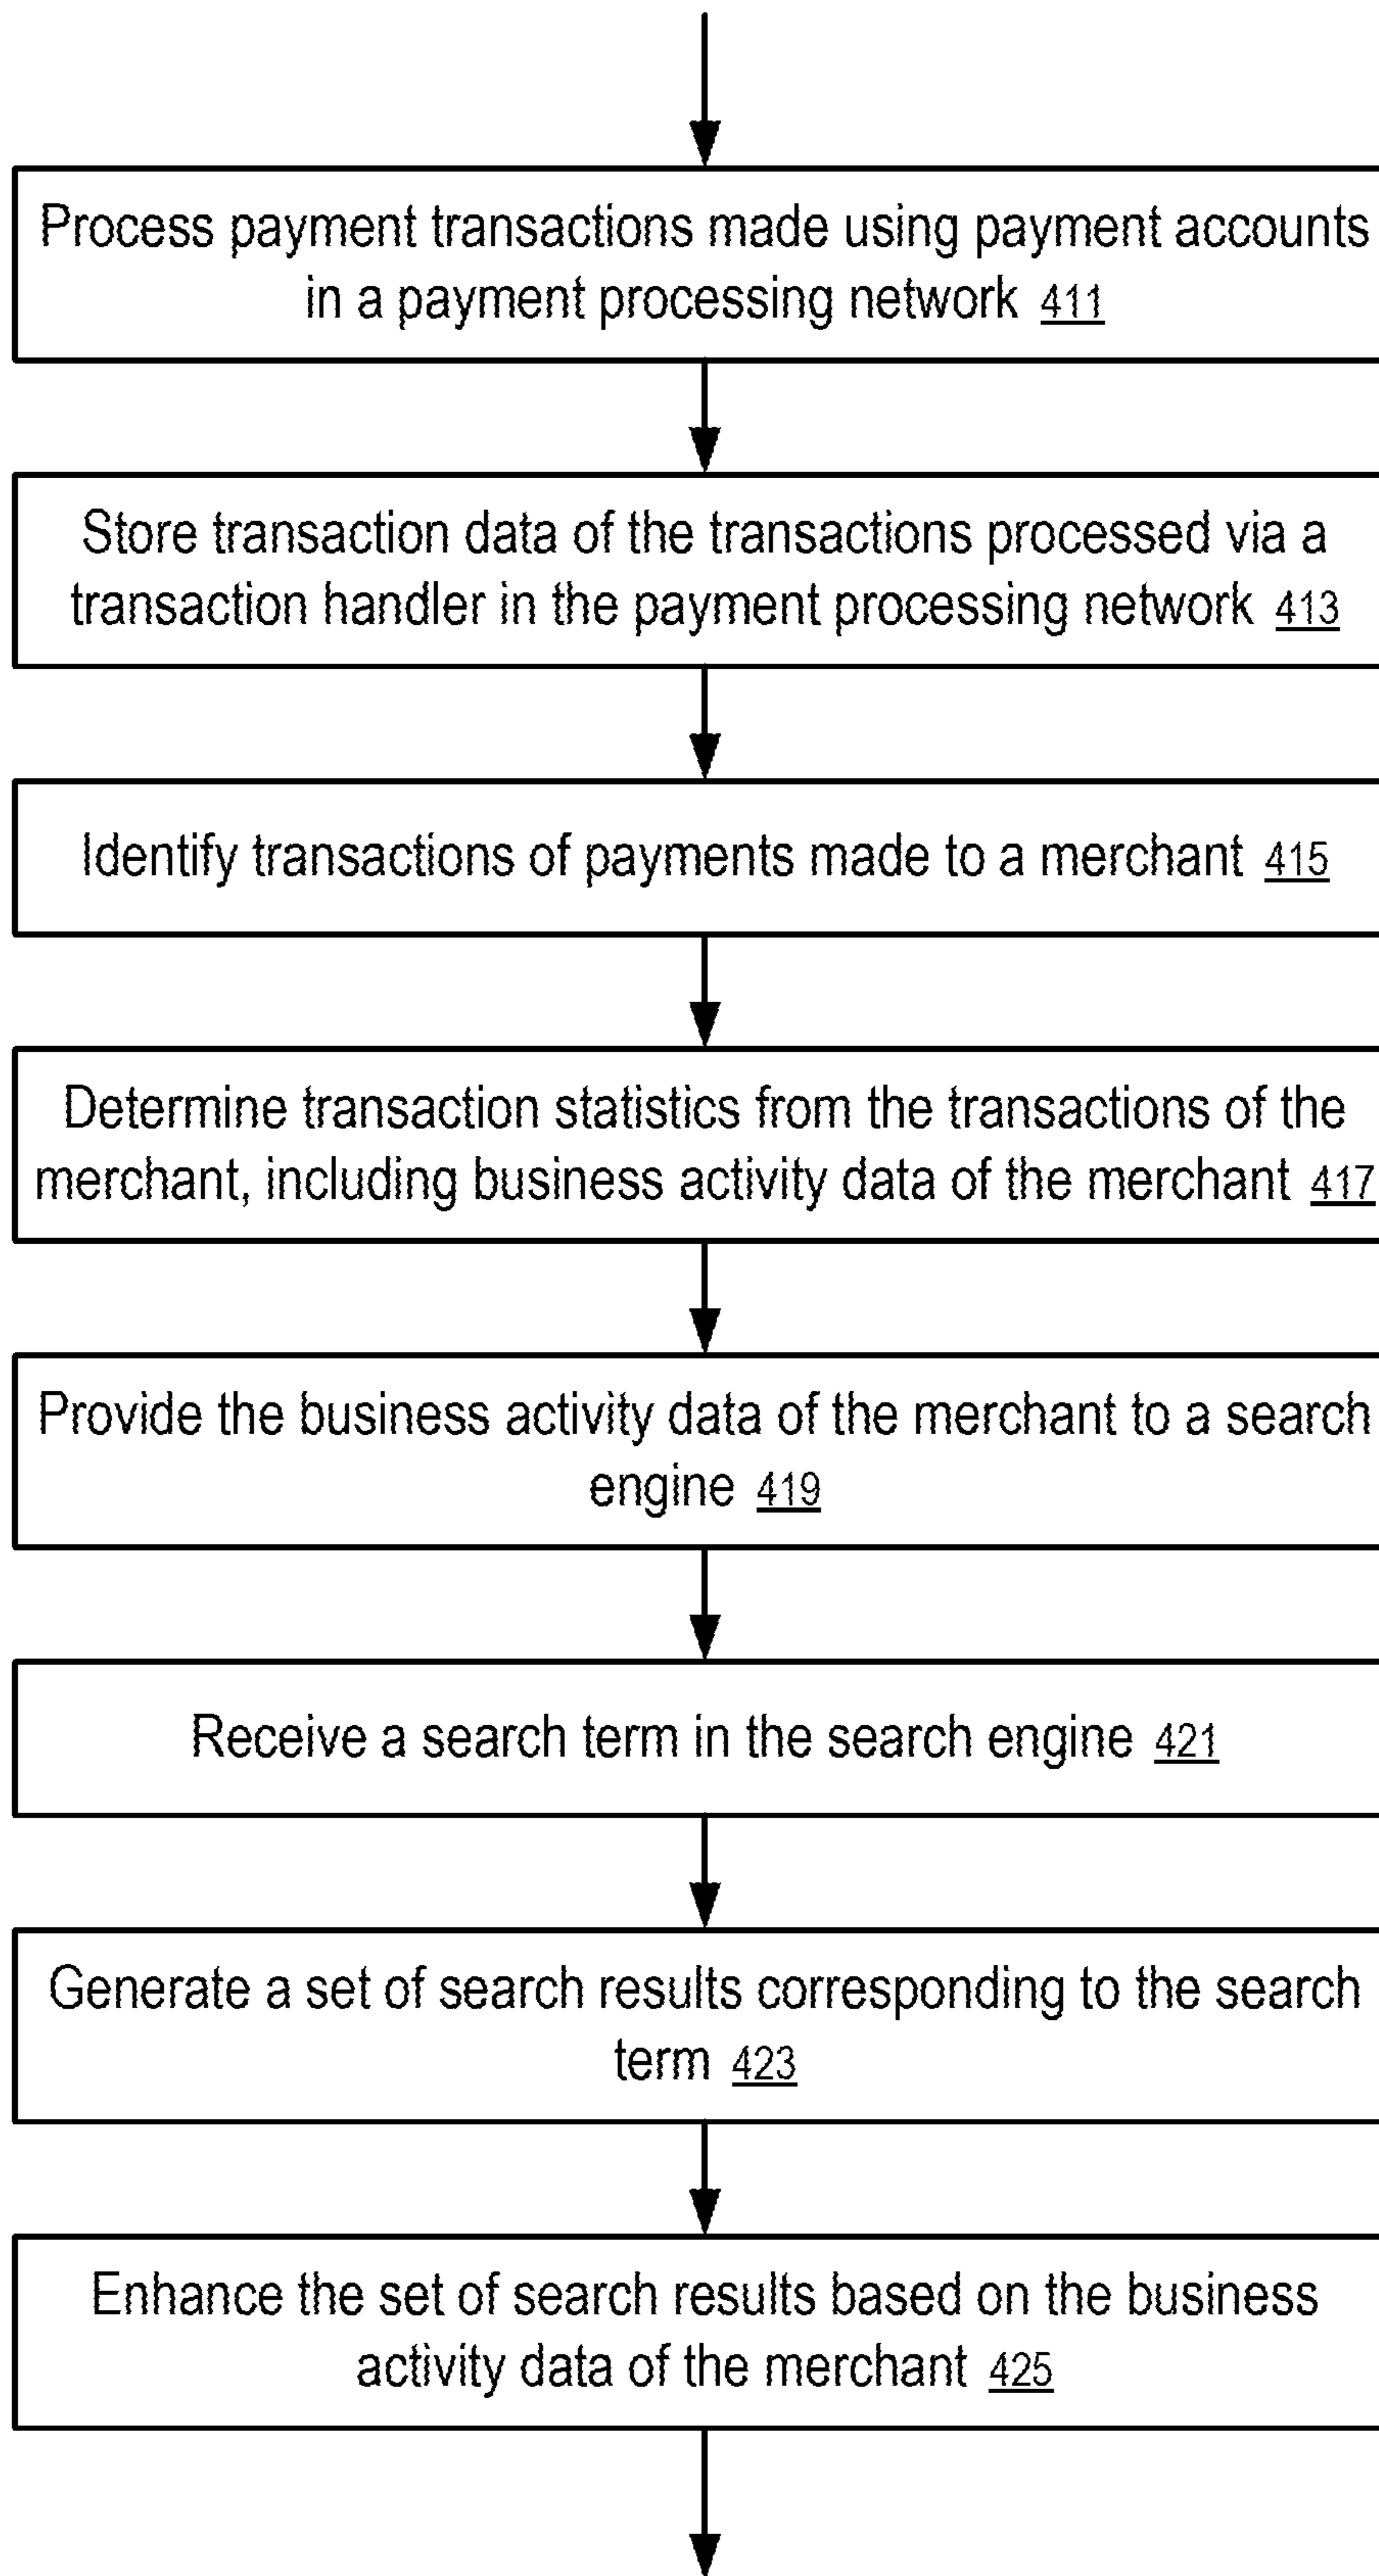 Process payment transactions made using payment accounts
in a payment processing network 411
Store transaction data of the transactions processed via a
transaction handler in the payment processing network 413
Identify transactions of payments made to a merchant 415
Determine transaction statistics from the transactions of the
merchant, including business activity data of the merchant 417
Provide the business activity data of the merchant to a search
engine 419
Receive a search term in the search engine 421
Generate a set of search results corresponding to the search
term 423
Enhance the set of search results based on the business
activity data of the merchant 425